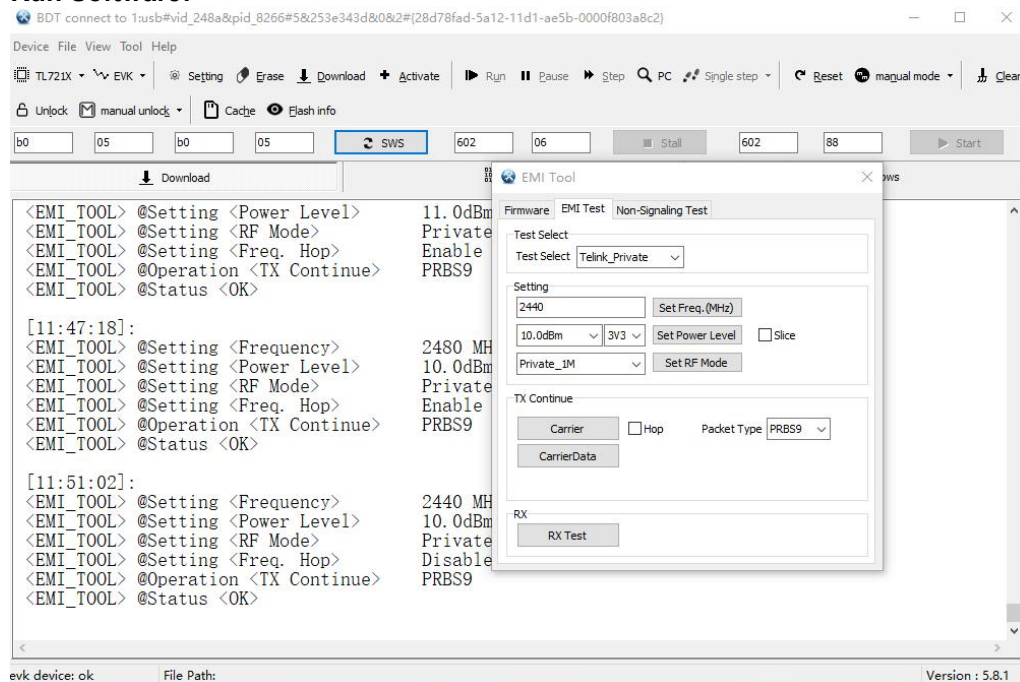 BDT connect to 1:usb#vid_248a&pid_8266#5&253e343d&0&2#{28d78fad-5a12-11d1-ae5b-0000f803a8c2}
Device File View Tool Help
TL721X EVK Setting Erase Download Activate Run Pause Step PC Single step Reset manual mode Clear
Unlock manual unlock Cache Flash info
b0 05 b0 05 SWS 602 06 Stall 602 88 Start
Download
<EMI_TOOL> @Setting <Power Level> 11.0dBm
<EMI_TOOL> @Setting <RF Mode> Private
<EMI_TOOL> @Setting <Freq. Hop> Enable
<EMI_TOOL> @Operation <TX Continue> PRBS9
<EMI_TOOL> @Status <OK>
[11:47:18]:
<EMI_TOOL> @Setting <Frequency> 2480 MH
<EMI_TOOL> @Setting <Power Level> 10.0dBm
<EMI_TOOL> @Setting <RF Mode> Private
<EMI_TOOL> @Setting <Freq. Hop> Enable
<EMI_TOOL> @Operation <TX Continue> PRBS9
<EMI_TOOL> @Status <OK>
[11:51:02]:
<EMI_TOOL> @Setting <Frequency> 2440 MH
<EMI_TOOL> @Setting <Power Level> 10.0dBm
<EMI_TOOL> @Setting <RF Mode> Private
<EMI_TOOL> @Setting <Freq. Hop> Disable
<EMI_TOOL> @Operation <TX Continue> PRBS9
<EMI_TOOL> @Status <OK>
EMI Tool
Firmware EMI Test Non-Signaling Test
Test Select
Test Select Telink_Private
Setting
2440 Set Freq.(MHz)
10.0dBm 3V3 Set Power Level Slice
Private_1M Set RF Mode
TX Continue
Carrier Hop Packet Type PRBS9
CarrierData
RX
RX Test
ows
evk device: ok File Path: Version : 5.8.1